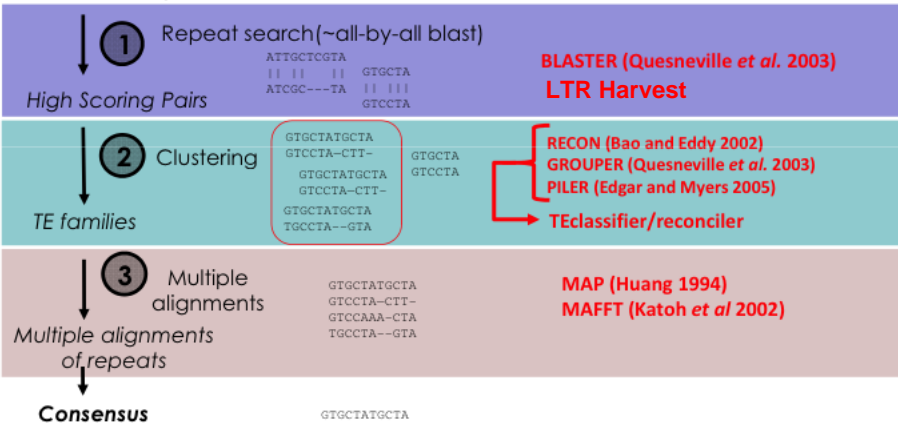 1 Repeat search(~all-by-all blast)
ATTGCTCGTA
|| || ||
ATCGC---TA
GTGCTA
|| |||
GTCCTA
High Scoring Pairs
BLASTER (Quesneville et al. 2003)
LTR Harvest
2 Clustering
GTGCTATGCTA
GTCCTA-CTT-
GTGCTATGCTA
GTCCTA-CTT-
GTGCTATGCTA
TGCCTA--GTA
GTGCTA
GTCCTA
TE families
RECON (Bao and Eddy 2002)
GROUPER (Quesneville et al. 2003)
PILER (Edgar and Myers 2005)
TEclassifier/reconciler
3 Multiple
alignments
GTGCTATGCTA
GTCCTA-CTT-
GTCCAAA-CTA
TGCCTA--GTA
MAP (Huang 1994)
MAFFT (Katoh et al 2002)
Multiple alignments
of repeats
Consensus
GTGCTATGCTA